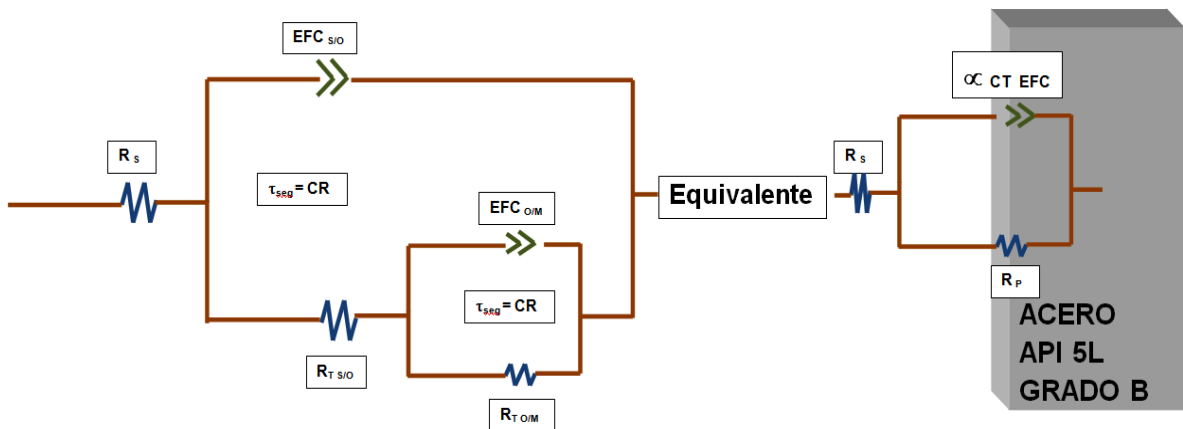 EFC S/O
R S
τseg= CR
EFC O/M
τseg= CR
R T S/O
R T O/M
Equivalente
R S
∝ CT EFC
R P
ACERO
API 5L
GRADO B